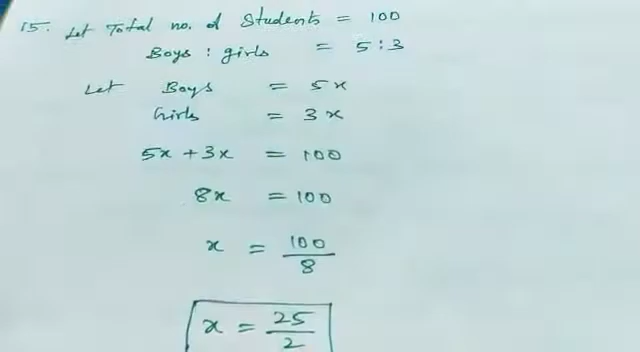 15. Let Total no. of Students = 100
Boys : girls = 5:3
Let Boys = 5x
Girls = 3x
5x + 3x = 100
8x = 100
x = 100/8
x = 25/2